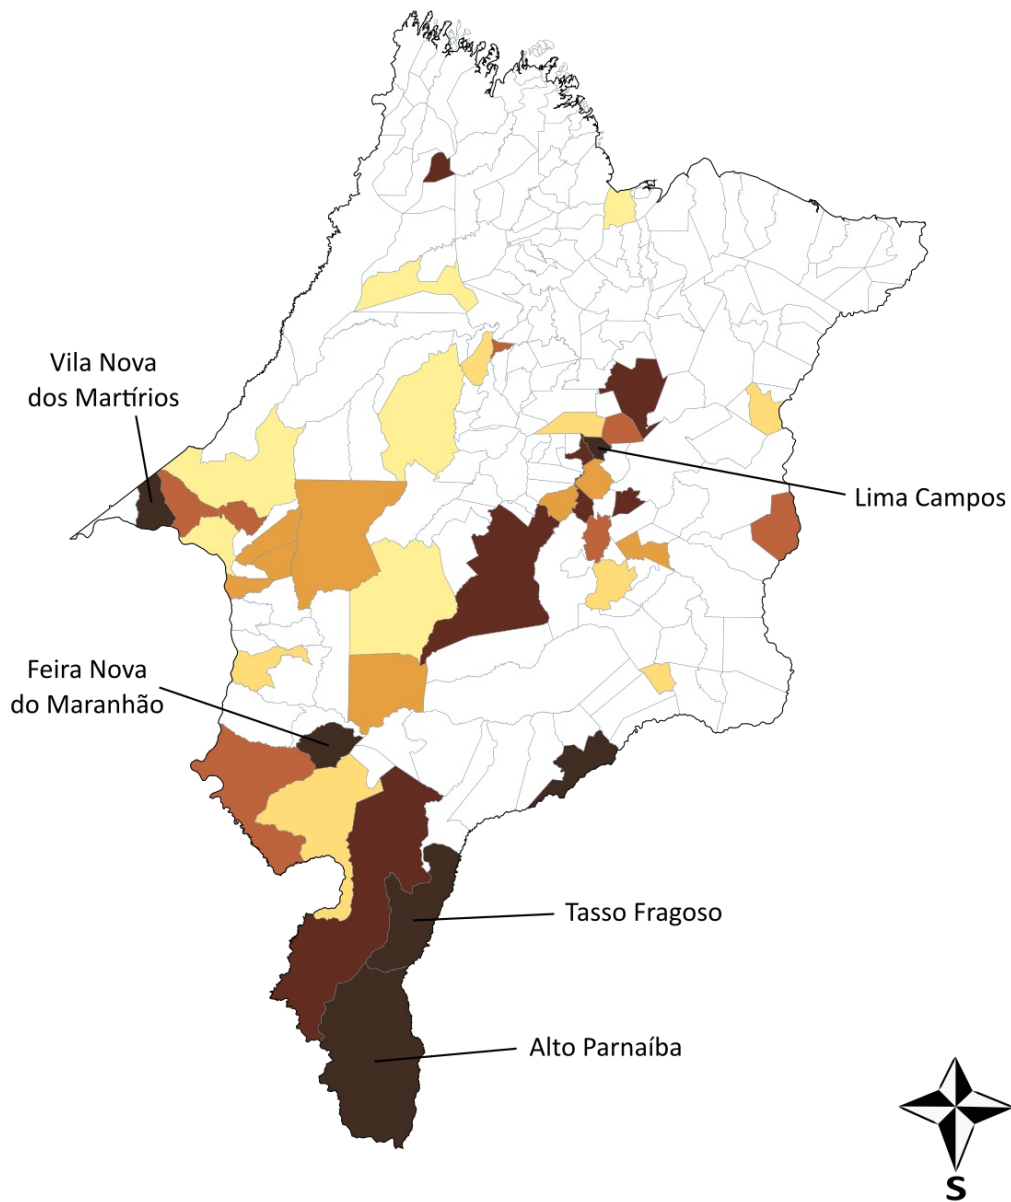 Vila Nova
dos Martírios
Lima Campos
Feira Nova
do Maranhão
Tasso Fragoso
Alto Parnaíba
S